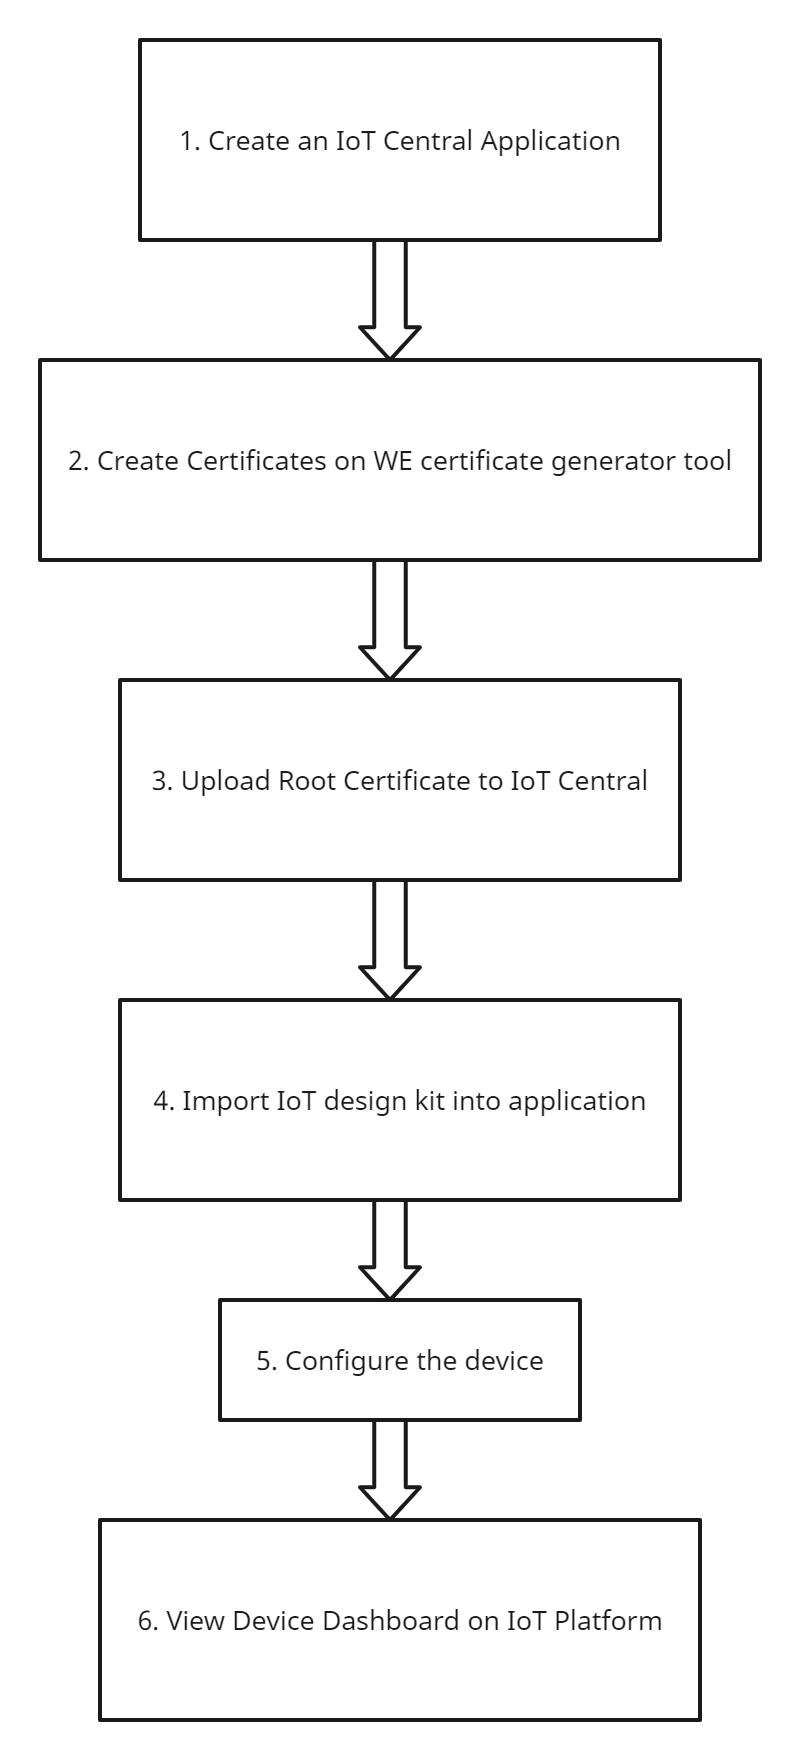 1. Create an IoT Central Application
2. Create Certificates on WE certificate generator tool
3. Upload Root Certificate to IoT Central
4. Import IoT design kit into application
5. Configure the device
6. View Device Dashboard on IoT Platform